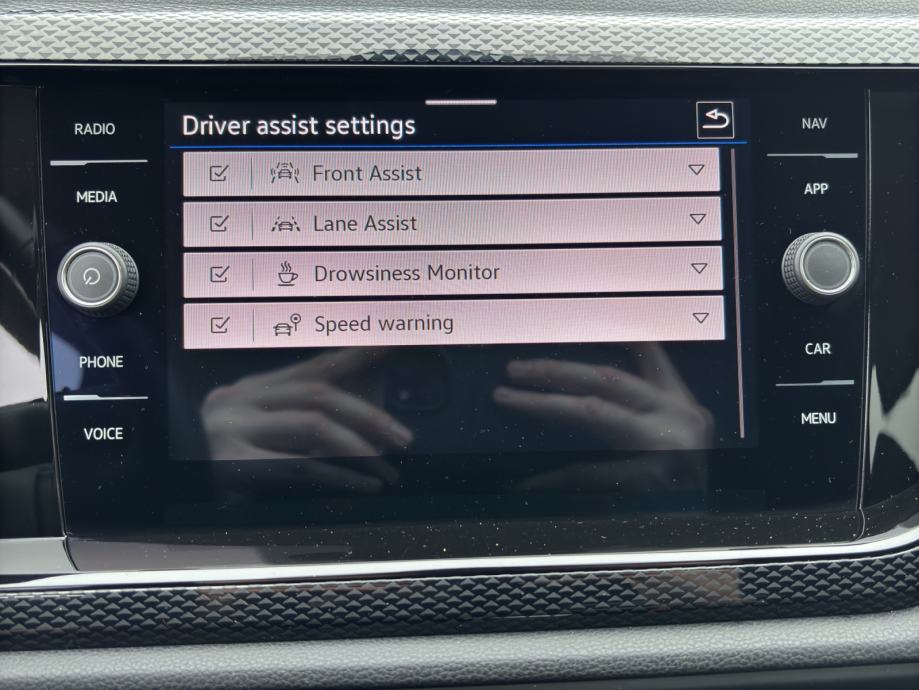 Driver assist settings
Front Assist
Lane Assist
Drowsiness Monitor
Speed warning
RADIO
MEDIA
PHONE
VOICE
NAV
APP
CAR
MENU